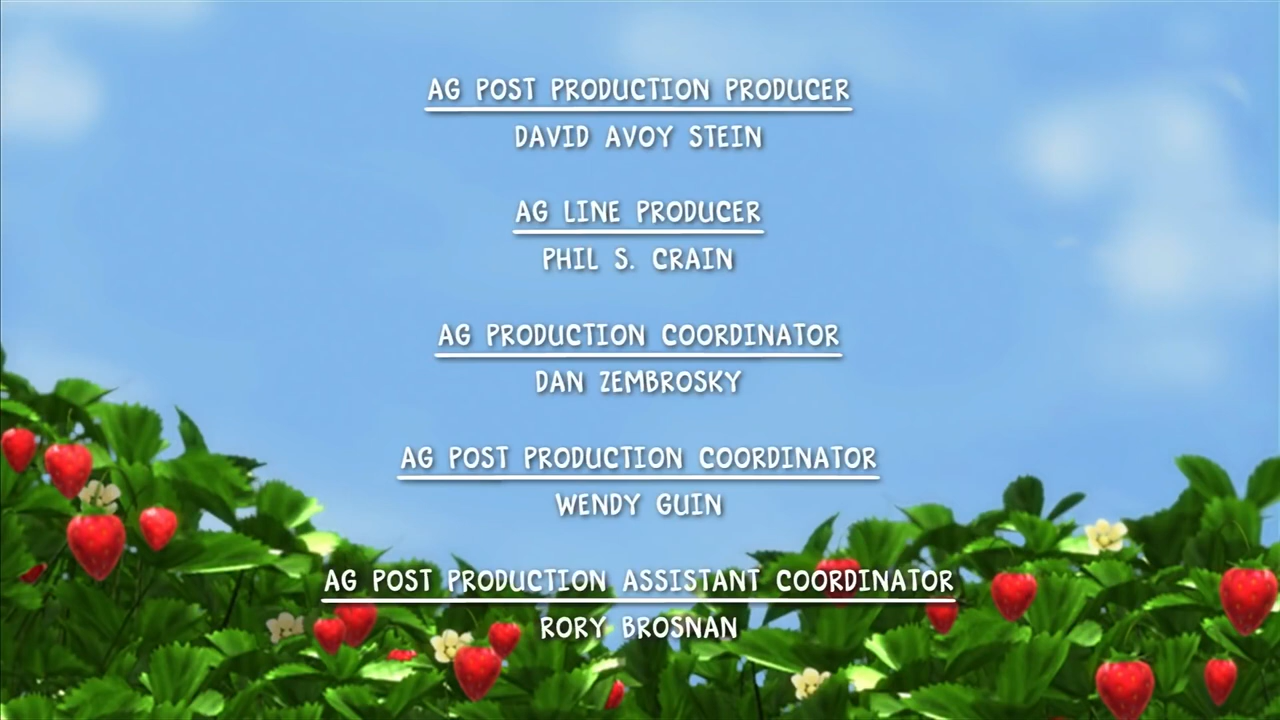 AG POST PRODUCTION PRODUCER
DAVID AVOY STEIN
AG LINE PRODUCER
PHIL S. CRAIN
AG PRODUCTION COORDINATOR
DAN ZEMBROSKY
AG POST PRODUCTION COORDINATOR
WENDY GUIN
AG POST PRODUCTION ASSISTANT COORDINATOR
RORY BROSNAN